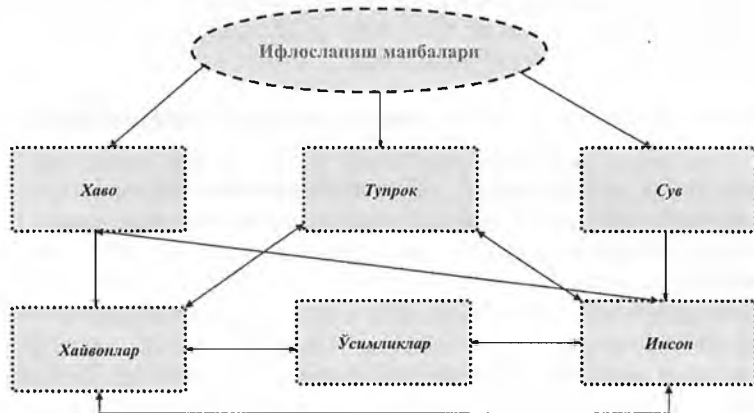 Ифлосланиш манбалари
Хаво
Тупрок
Сув
Хайвонлар
Ўсимликлар
Инсон